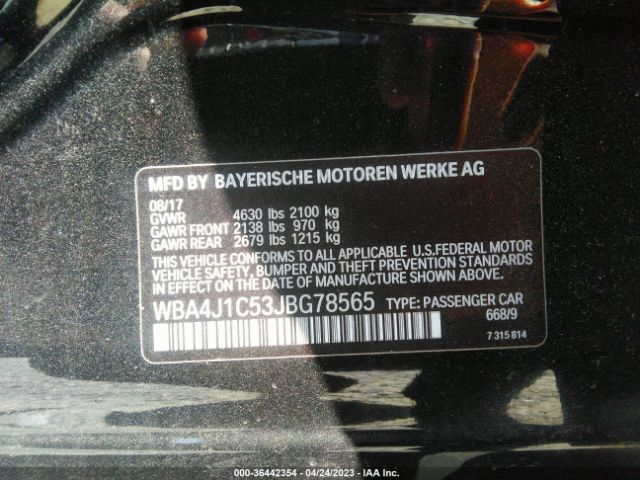 MFD BY BAYERISCHE MOTOREN WERKE AG
08/17
GVWR 4630 lbs 2100 kg
GAWR FRONT 2138 lbs 970 kg
GAWR REAR 2679 lbs 1215 kg
THIS VEHICLE CONFORMS TO ALL APPLICABLE U.S.FEDERAL MOTOR
VEHICLE SAFETY, BUMPER AND THEFT PREVENTION STANDARDS
IN EFFECT ON DATE OF MANUFACTURE SHOWN ABOVE.
WBA4J1C53JBG78565 TYPE: PASSENGER CAR
668/9
7 315 814
000-36442354 - 04/24/2023 - IAA Inc.